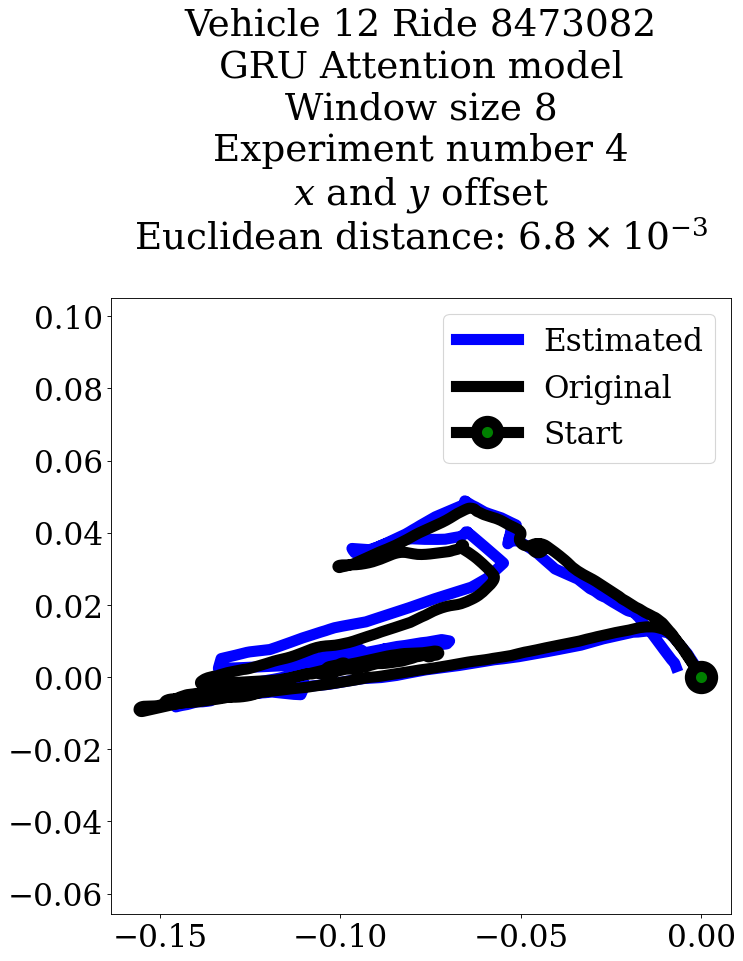 Vehicle 12 Ride 8473082
GRU Attention model
Window size 8
Experiment number 4
x and y offset
Euclidean distance: 6.8 × 10⁻³
Estimated
Original
Start
0.10
0.08
0.06
0.04
0.02
0.00
−0.02
−0.04
−0.06
−0.15 −0.10 −0.05 0.00